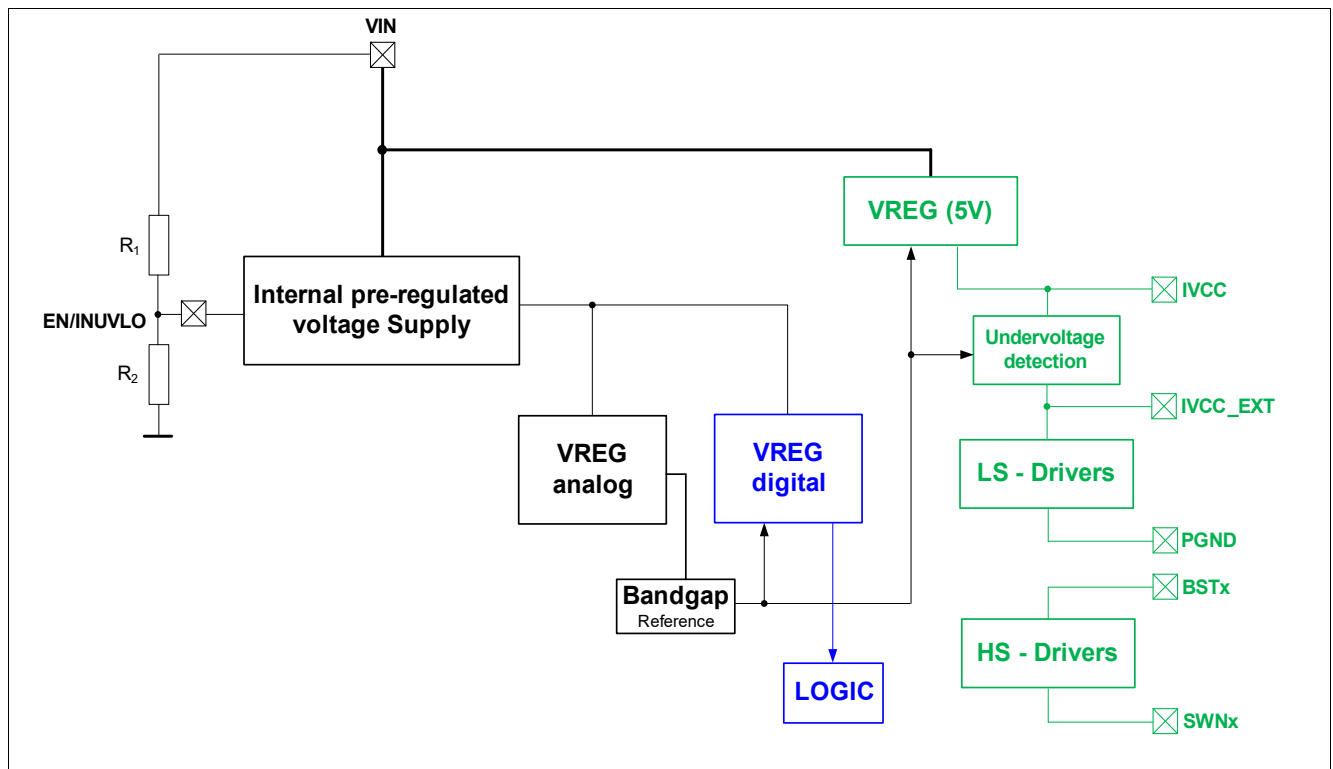 VIN
VREG (5V)
R₁
Internal pre-regulated
voltage Supply
IVCC
EN/INUVLO
Undervoltage
detection
R₂
IVCC_EXT
VREG
analog
VREG
digital
LS - Drivers
PGND
BSTx
Bandgap
Reference
HS - Drivers
LOGIC
SWNx